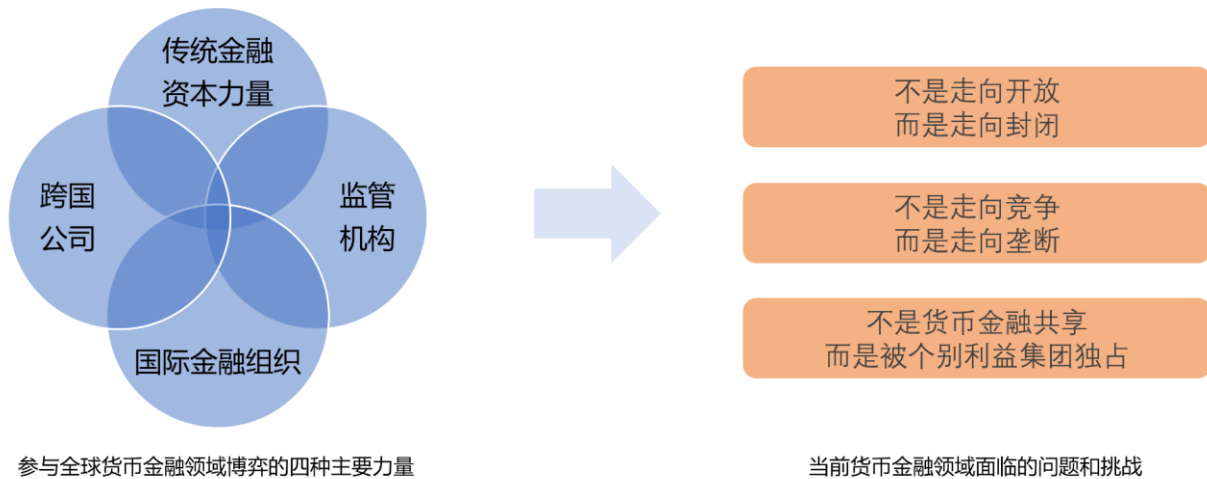 传统金融
资本力量
跨国
公司
监管
机构
国际金融组织
参与全球货币金融领域博弈的四种主要力量
不是走向开放
而是走向封闭
不是走向竞争
而是走向垄断
不是货币金融共享
而是被个别利益集团独占
当前货币金融领域面临的问题和挑战